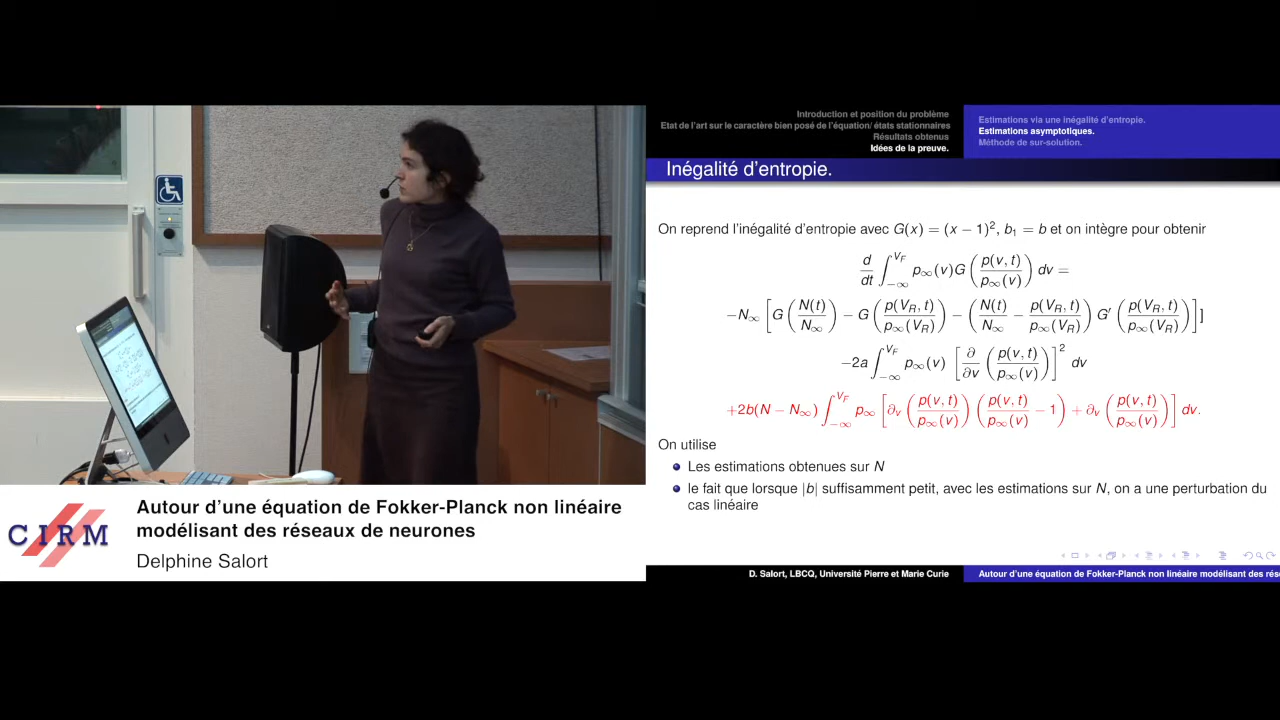 Introduction et position du problème
Etat de l'art sur le caractère bien posé de l'équation/ états stationnaires
Résultats obtenus
Idées de la preuve.
Estimations via une inégalité d'entropie.
Estimations asymptotiques.
Méthode de sur-solution.
Inégalité d'entropie.
On reprend l'inégalité d'entropie avec G(x) = (x − 1)², b₁ = b et on intègre pour obtenir
d/dt ∫_{−∞}^{V_F} p_∞(v)G (p(v, t)/p_∞(v)) dv =
−N_∞ [G (N(t)/N_∞) − G (p(V_R, t)/p_∞(V_R)) − (N(t)/N_∞ − p(V_R, t)/p_∞(V_R)) G′ (p(V_R, t)/p_∞(V_R))]]
−2a ∫_{−∞}^{V_F} p_∞(v) [∂/∂v (p(v, t)/p_∞(v))]² dv
+2b(N − N_∞) ∫_{−∞}^{V_F} p_∞ [∂_v (p(v, t)/p_∞(v)) (p(v, t)/p_∞(v) − 1) + ∂_v (p(v, t)/p_∞(v))] dv.
On utilise
Les estimations obtenues sur N
le fait que lorsque |b| suffisamment petit, avec les estimations sur N, on a une perturbation du
cas linéaire
D. Salort, LBCQ, Université Pierre et Marie Curie
Autour d'une équation de Fokker-Planck non linéaire modélisant des rés
CIRM
Autour d'une équation de Fokker-Planck non linéaire
modélisant des réseaux de neurones
Delphine Salort